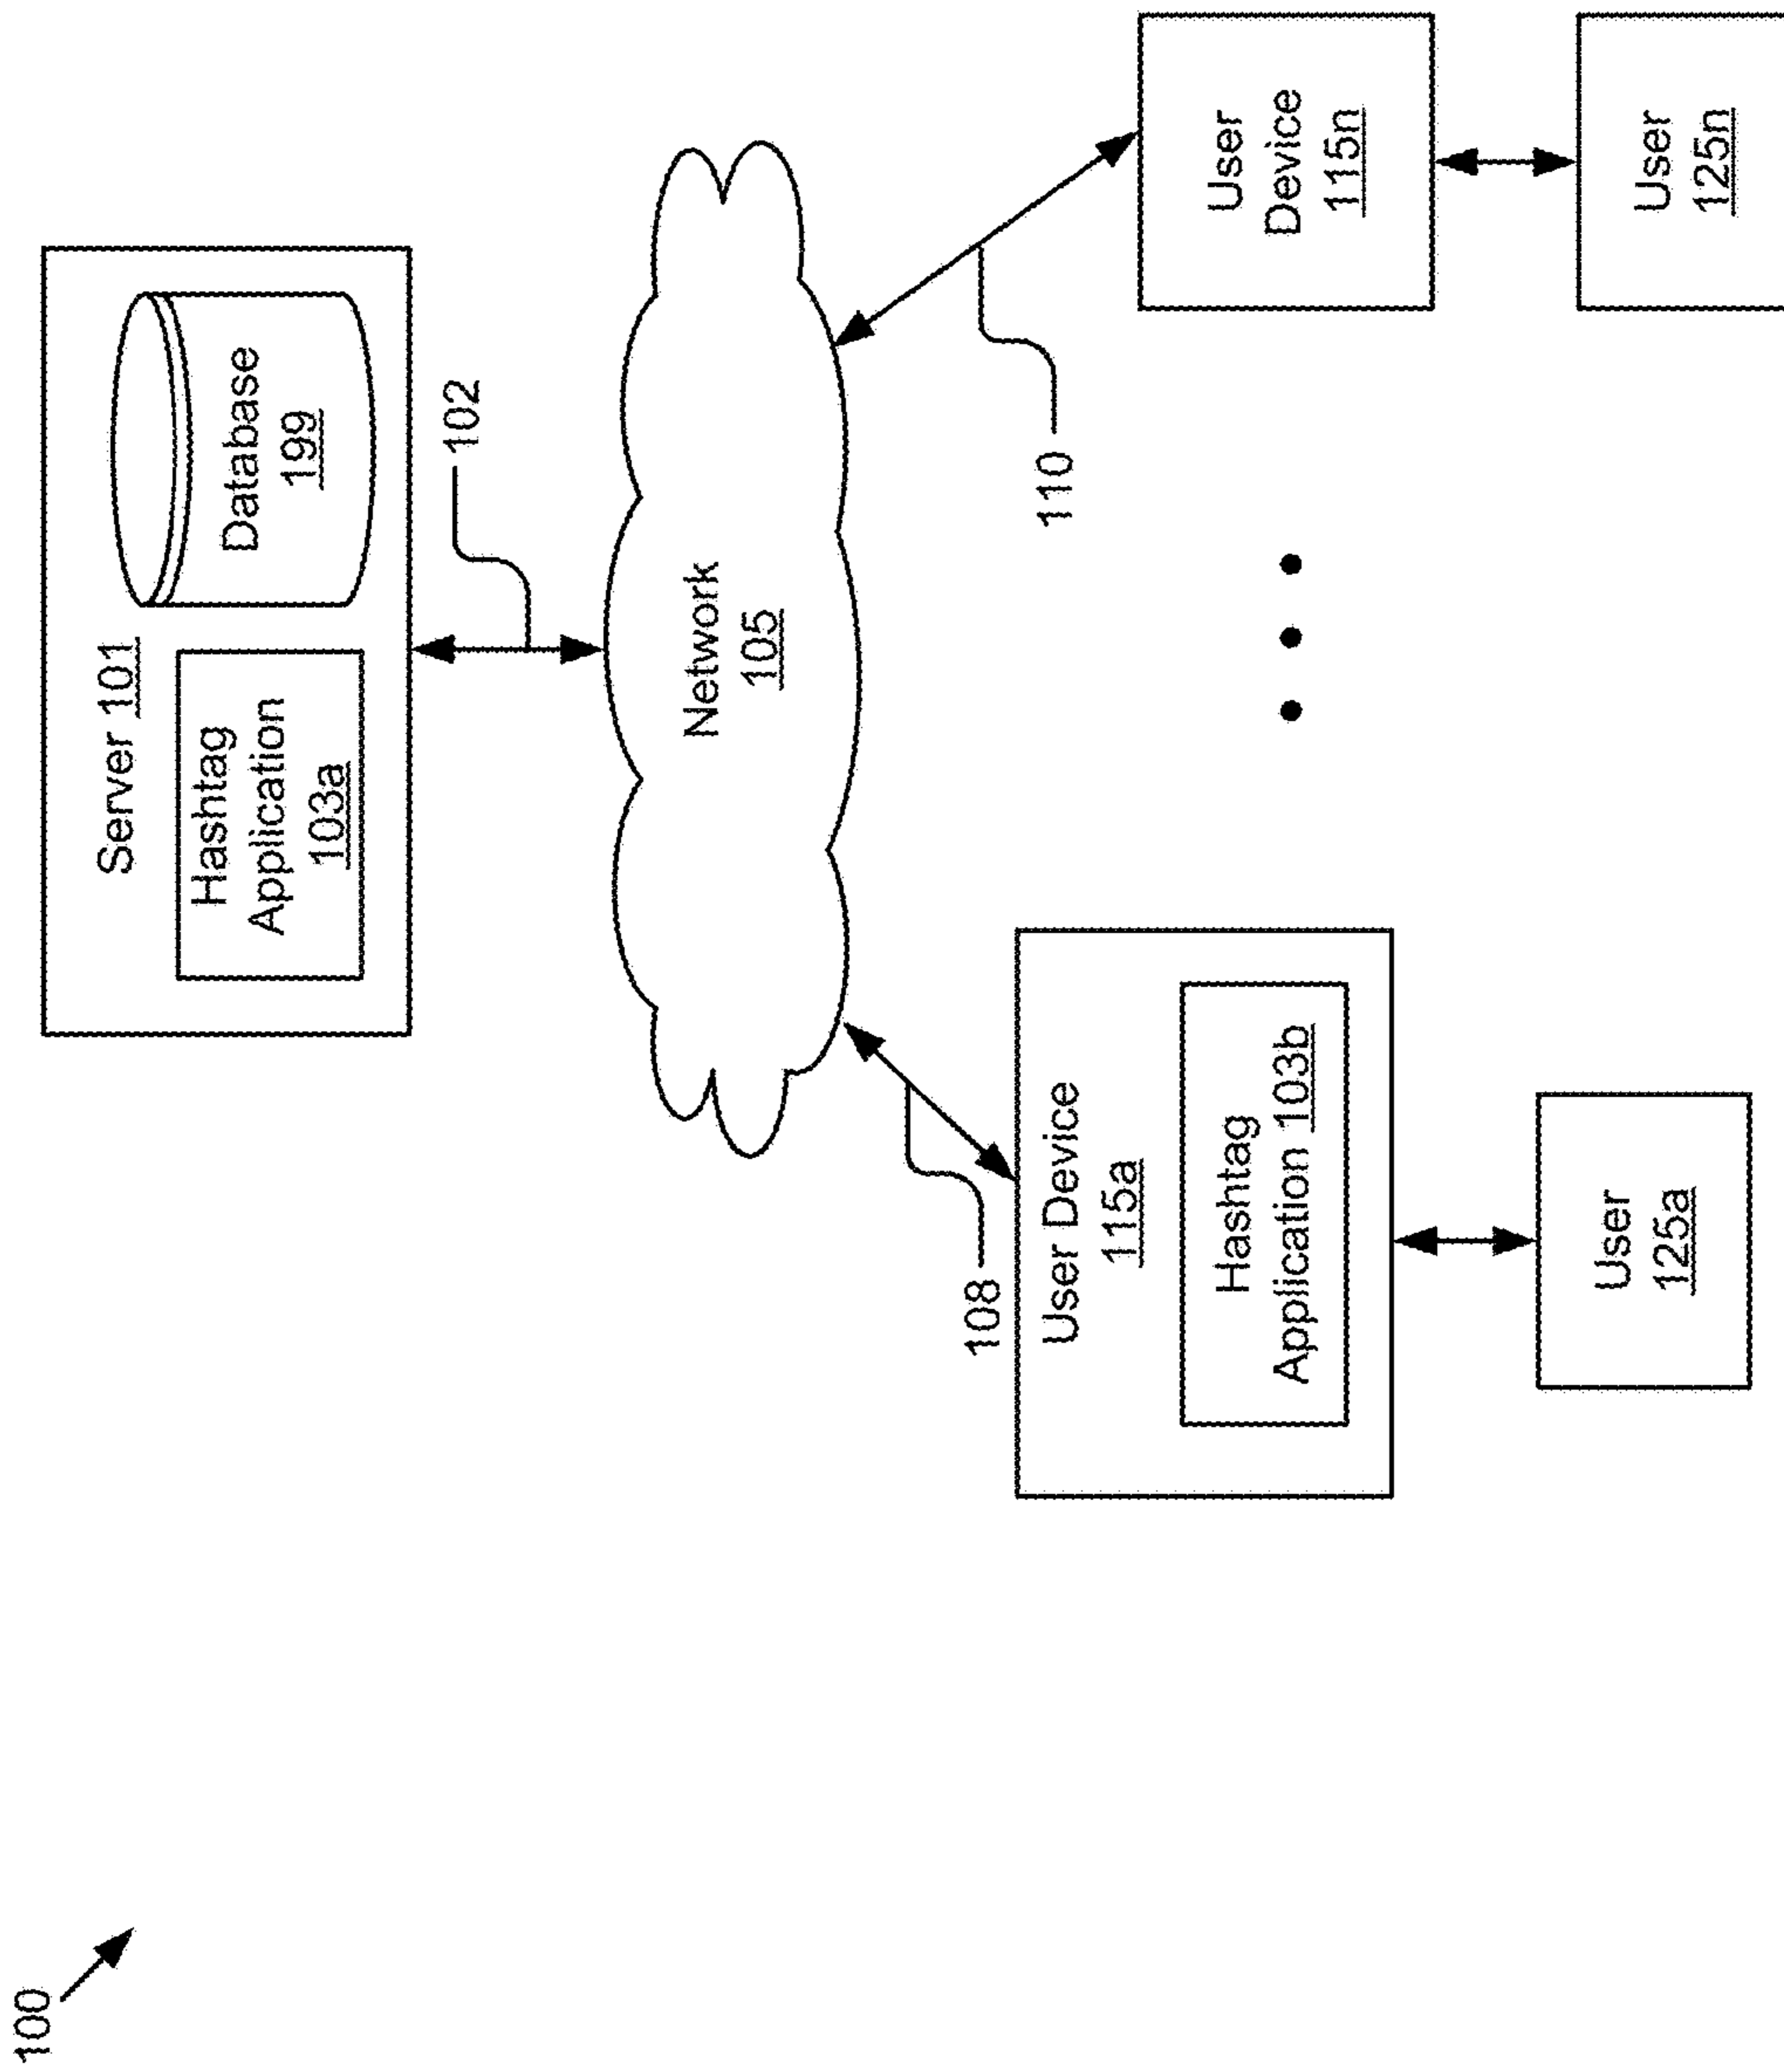 100
Server 101
Hashtag
Application
103a
Database
199
102
Network
105
108
110
User Device
115a
Hashtag
Application 103b
User
Device
115n
User
125a
User
125n